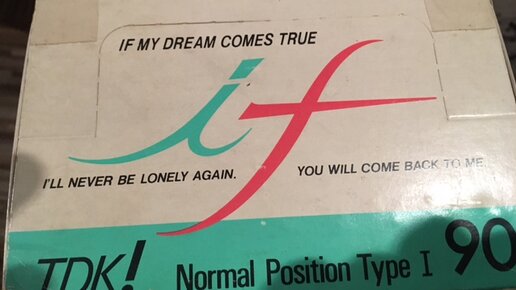 IF MY DREAM COMES TRUE
if
I'LL NEVER BE LONELY AGAIN. YOU WILL COME BACK TO ME.
TDK! Normal Position Type I 90